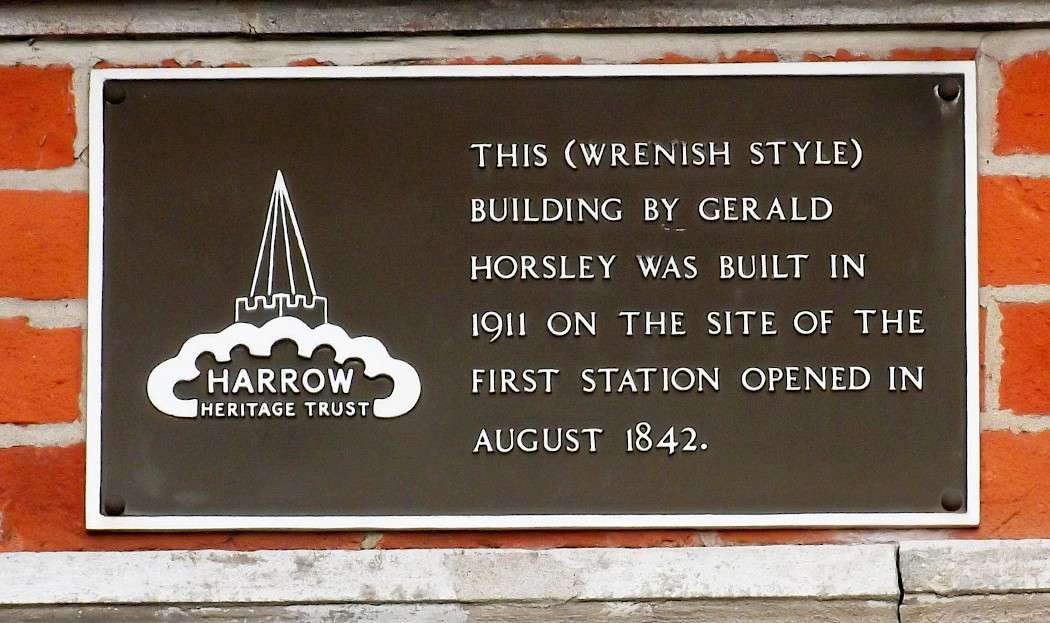 THIS (WRENISH STYLE)
BUILDING BY GERALD
HORSLEY WAS BUILT IN
1911 ON THE SITE OF THE
FIRST STATION OPENED IN
AUGUST 1842.
HARROW
HERITAGE TRUST